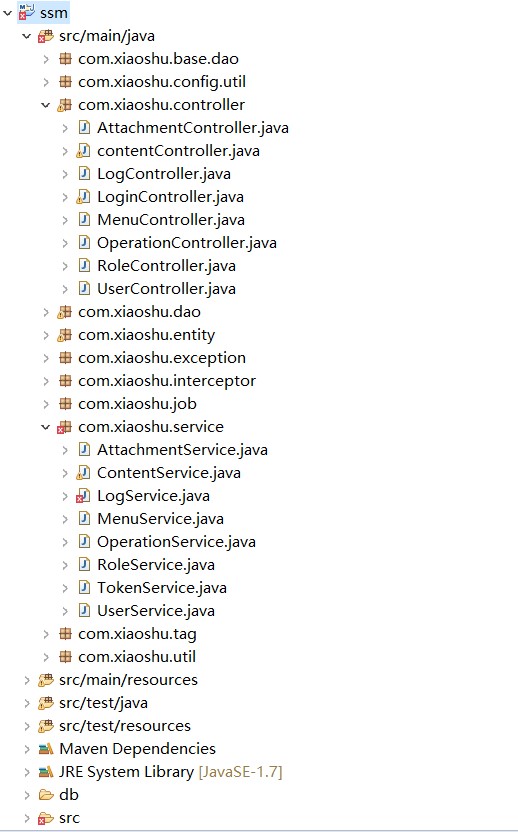 ssm
src/main/java
com.xiaoshu.base.dao
com.xiaoshu.config.util
com.xiaoshu.controller
AttachmentController.java
contentController.java
LogController.java
LoginController.java
MenuController.java
OperationController.java
RoleController.java
UserController.java
com.xiaoshu.dao
com.xiaoshu.entity
com.xiaoshu.exception
com.xiaoshu.interceptor
com.xiaoshu.job
com.xiaoshu.service
AttachmentService.java
ContentService.java
LogService.java
MenuService.java
OperationService.java
RoleService.java
TokenService.java
UserService.java
com.xiaoshu.tag
com.xiaoshu.util
src/main/resources
src/test/java
src/test/resources
Maven Dependencies
JRE System Library [JavaSE-1.7]
db
src